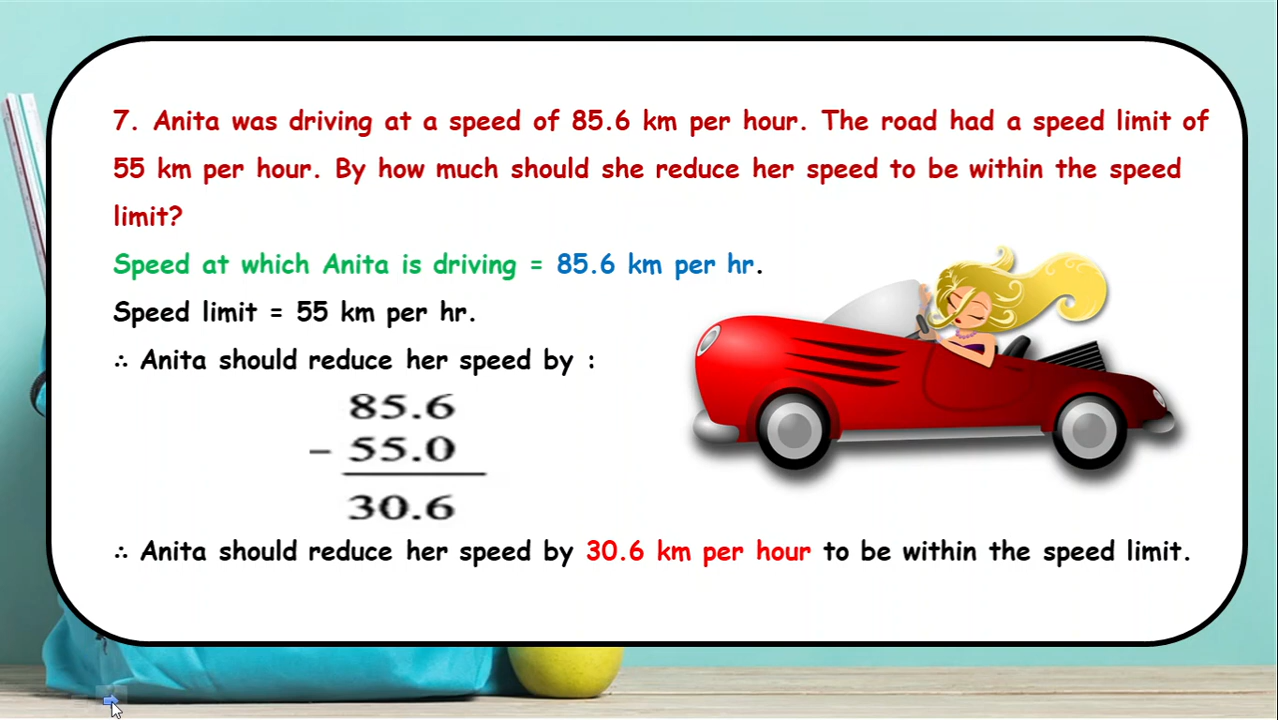 7. Anita was driving at a speed of 85.6 km per hour. The road had a speed limit of
55 km per hour. By how much should she reduce her speed to be within the speed
limit?
Speed at which Anita is driving = 85.6 km per hr.
Speed limit = 55 km per hr.
∴ Anita should reduce her speed by :
85.6
– 55.0
30.6
∴ Anita should reduce her speed by 30.6 km per hour to be within the speed limit.